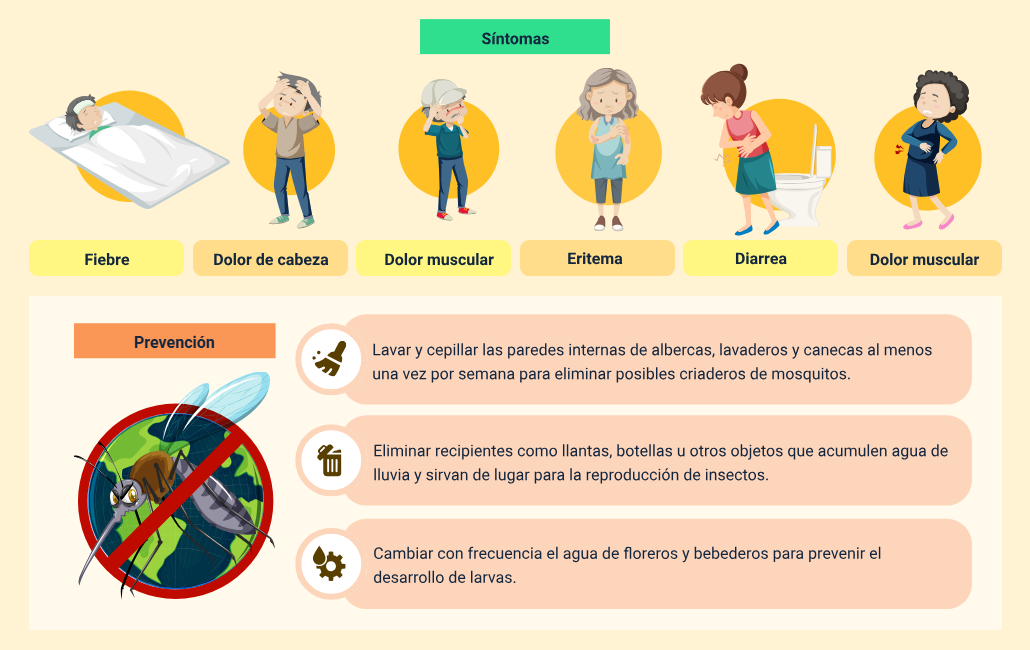 Síntomas
Fiebre
Dolor de cabeza
Dolor muscular
Eritema
Diarrea
Dolor muscular
Prevención
Lavar y cepillar las paredes internas de albercas, lavaderos y canecas al menos
una vez por semana para eliminar posibles criaderos de mosquitos.
Eliminar recipientes como llantas, botellas u otros objetos que acumulen agua de
lluvia y sirvan de lugar para la reproducción de insectos.
Cambiar con frecuencia el agua de floreros y bebederos para prevenir el
desarrollo de larvas.